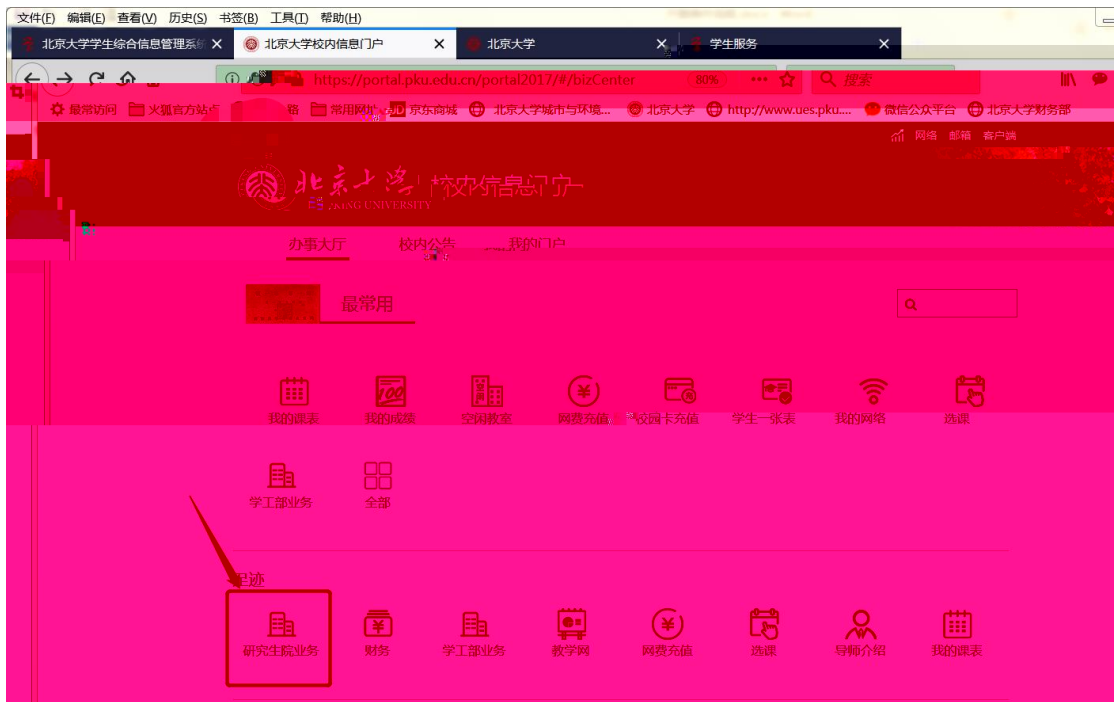 文件(F) 编辑(E) 查看(V) 历史(S) 书签(B) 工具(T) 帮助(H)
北京大学学生综合信息管理系统 北京大学校内信息门户 北京大学 学生服务
https://portal.pku.edu.cn/portal2017/#/bizCenter 80% 搜索
最常访问 火狐官方站点 常用网址 JD 京东商城 北京大学城市与环境... 北京大学 http://www.ues.pku.... 微信公众平台 北京大学财务部
网络 邮箱 客户端
北京大学 校内信息门户
PEKING UNIVERSITY
办事大厅 校内公告 我的门户
最常用
我的课表 我的成绩 空闲教室 网费充值 校园卡充值 学生一张表 我的网络 选课
学工部业务 全部
足迹
研究生院业务 财务 学工部业务 教学网 网费充值 选课 导师介绍 我的课表